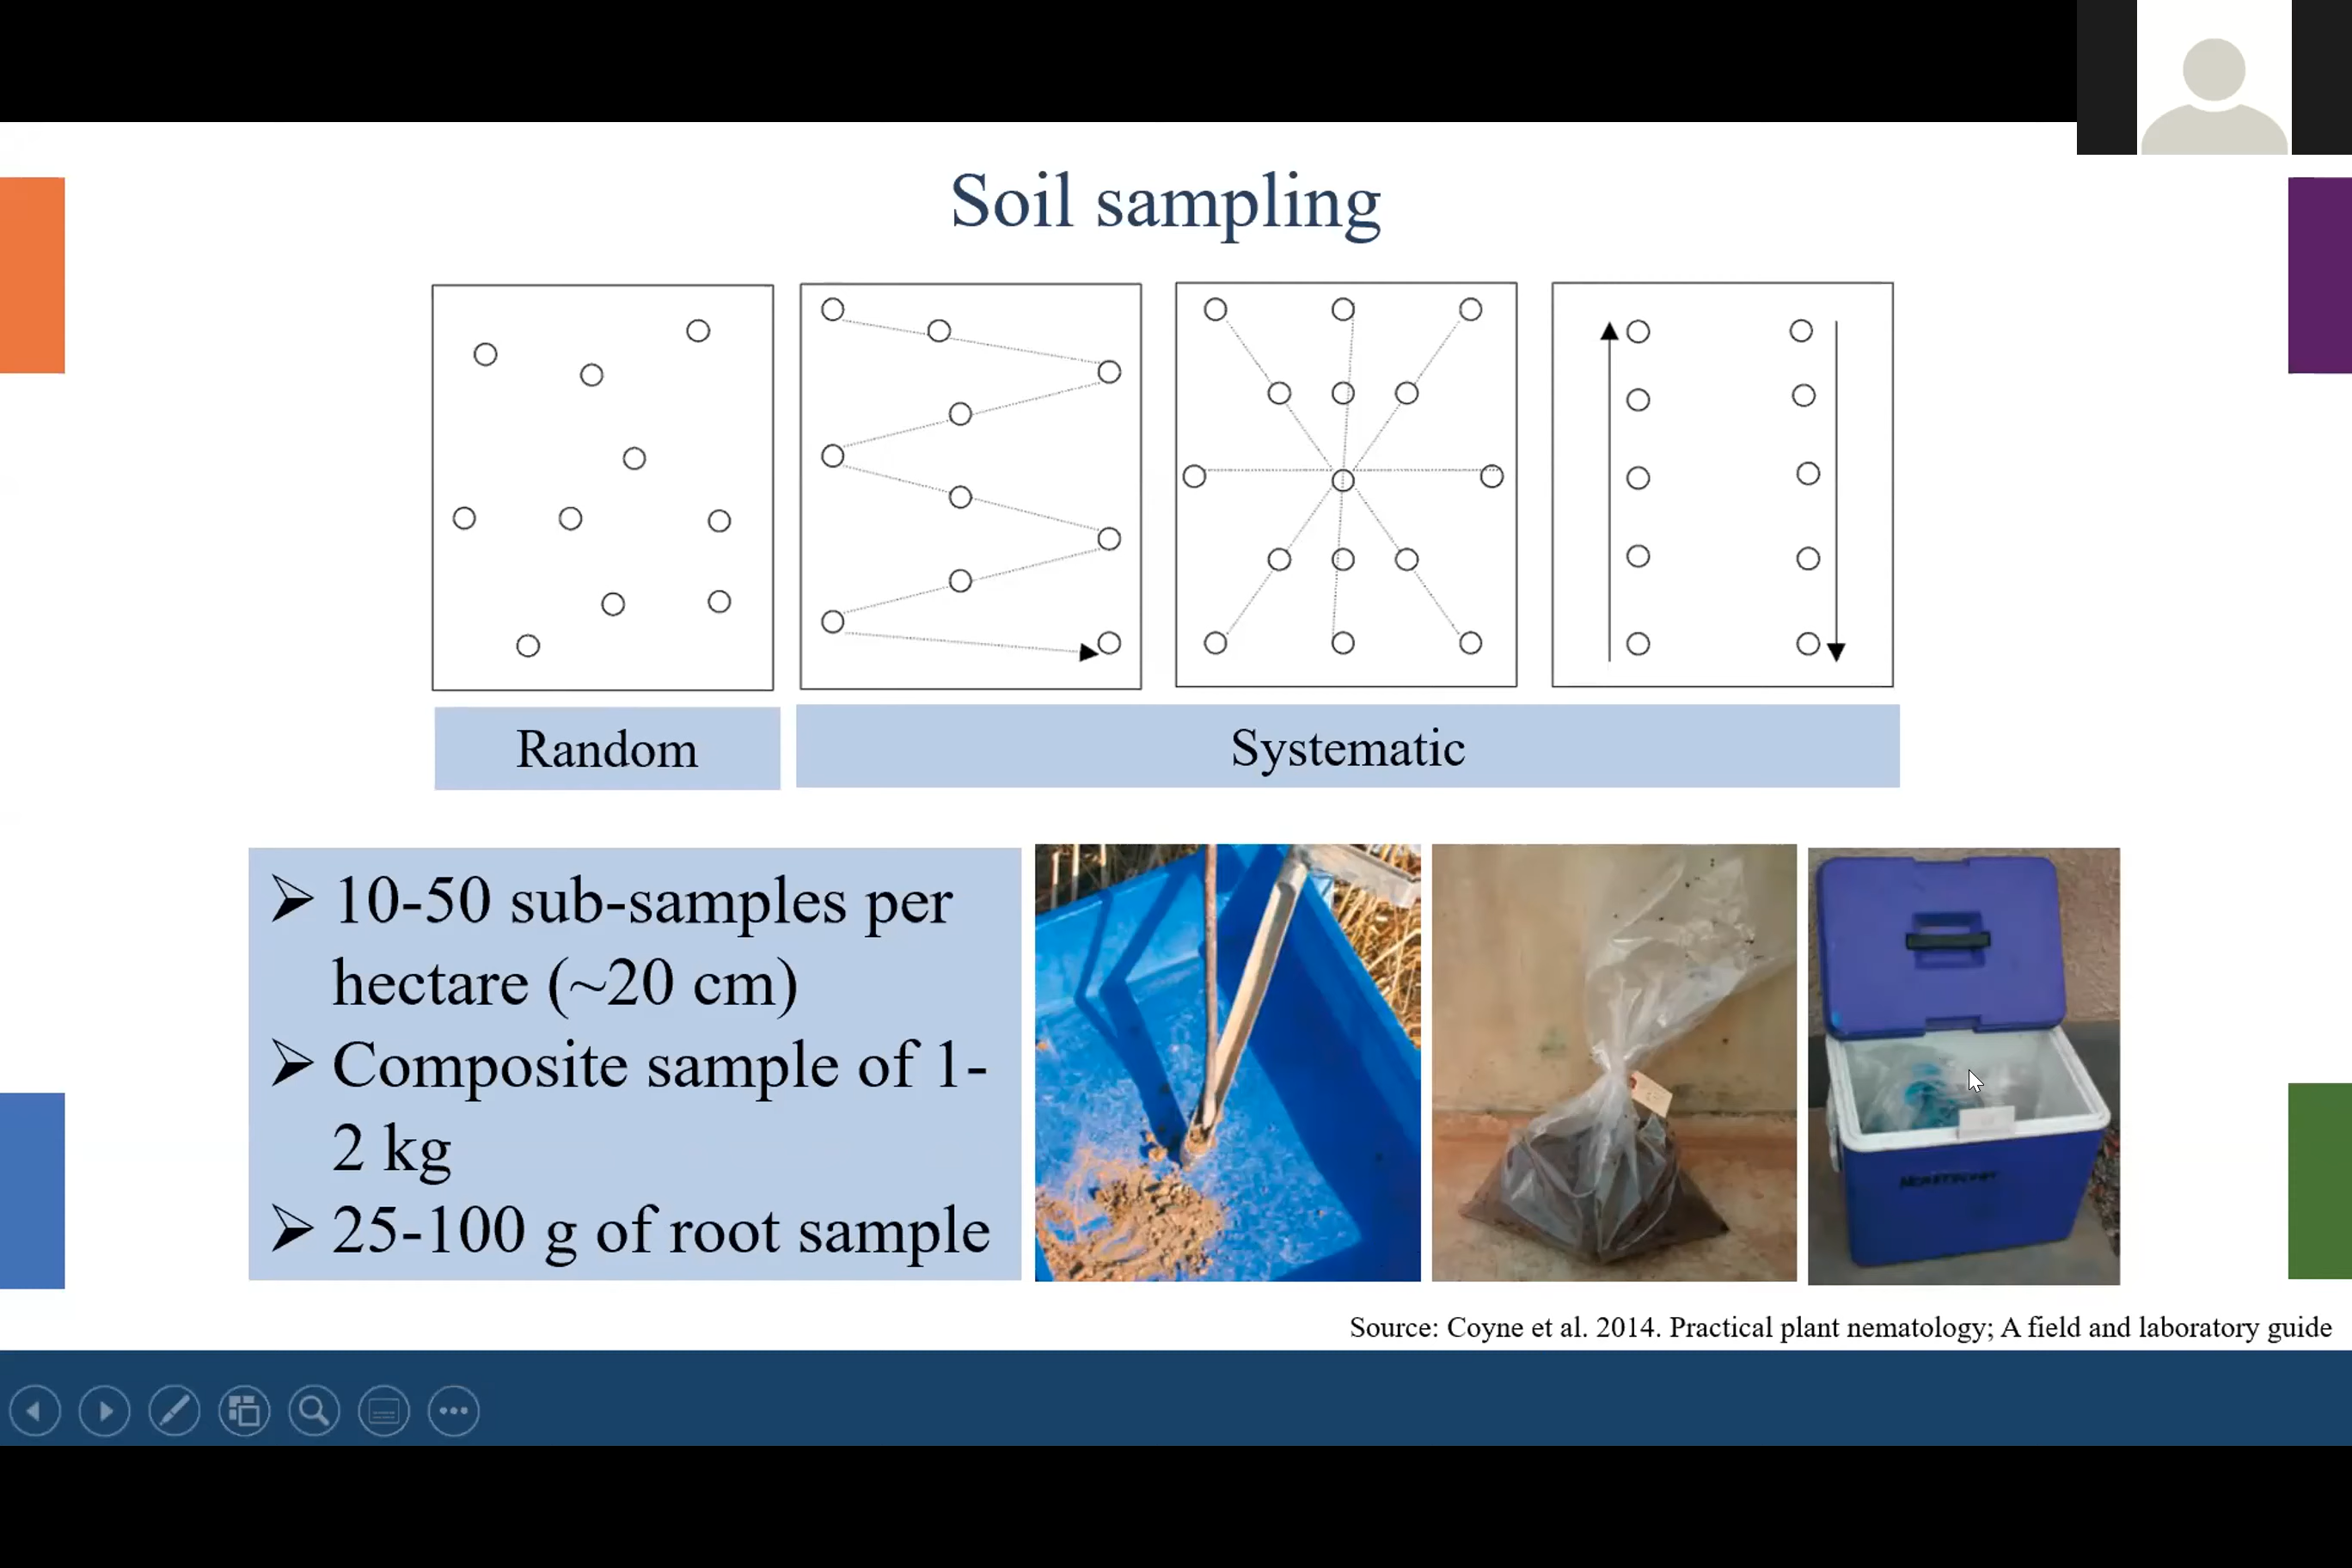 Soil sampling
Random
Systematic
➢ 10-50 sub-samples per
hectare (~20 cm)
➢ Composite sample of 1-
2 kg
➢ 25-100 g of root sample
Source: Coyne et al. 2014. Practical plant nematology; A field and laboratory guide